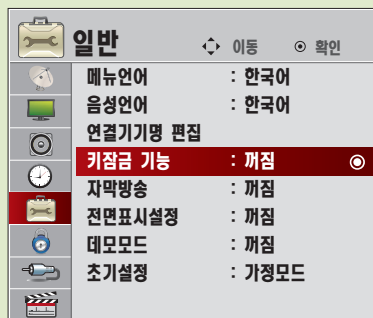 일반 이동 확인
메뉴언어 : 한국어
음성언어 : 한국어
연결기기명 편집
키잠금 기능 : 꺼짐
자막방송 : 꺼짐
전면표시설정 : 꺼짐
데모모드 : 꺼짐
초기설정 : 가정모드